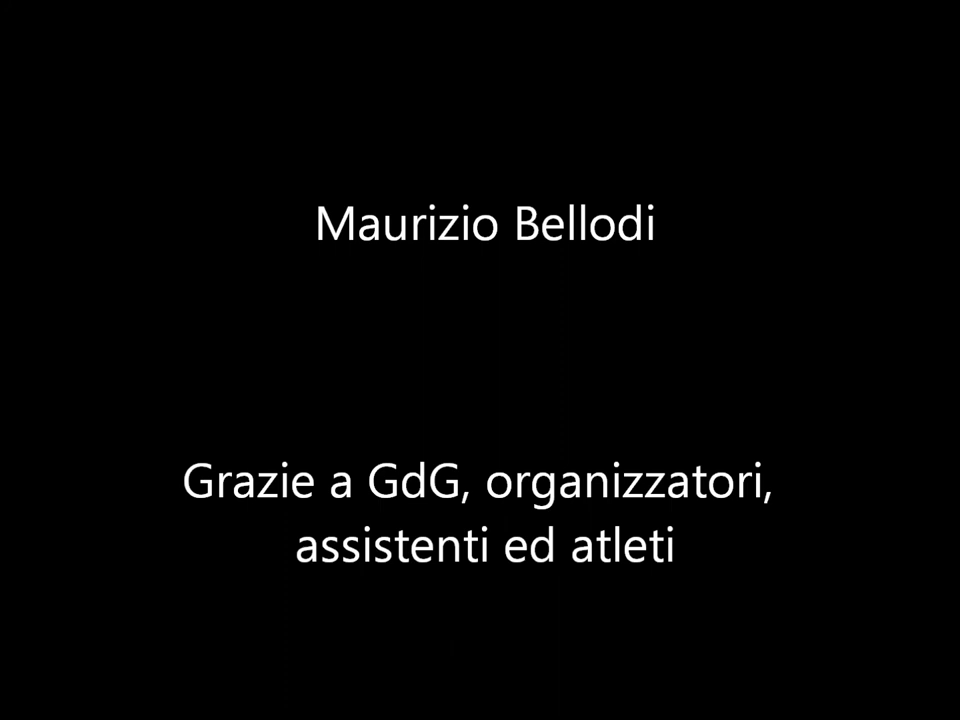 Maurizio Bellodi
Grazie a GdG, organizzatori,
assistenti ed atleti